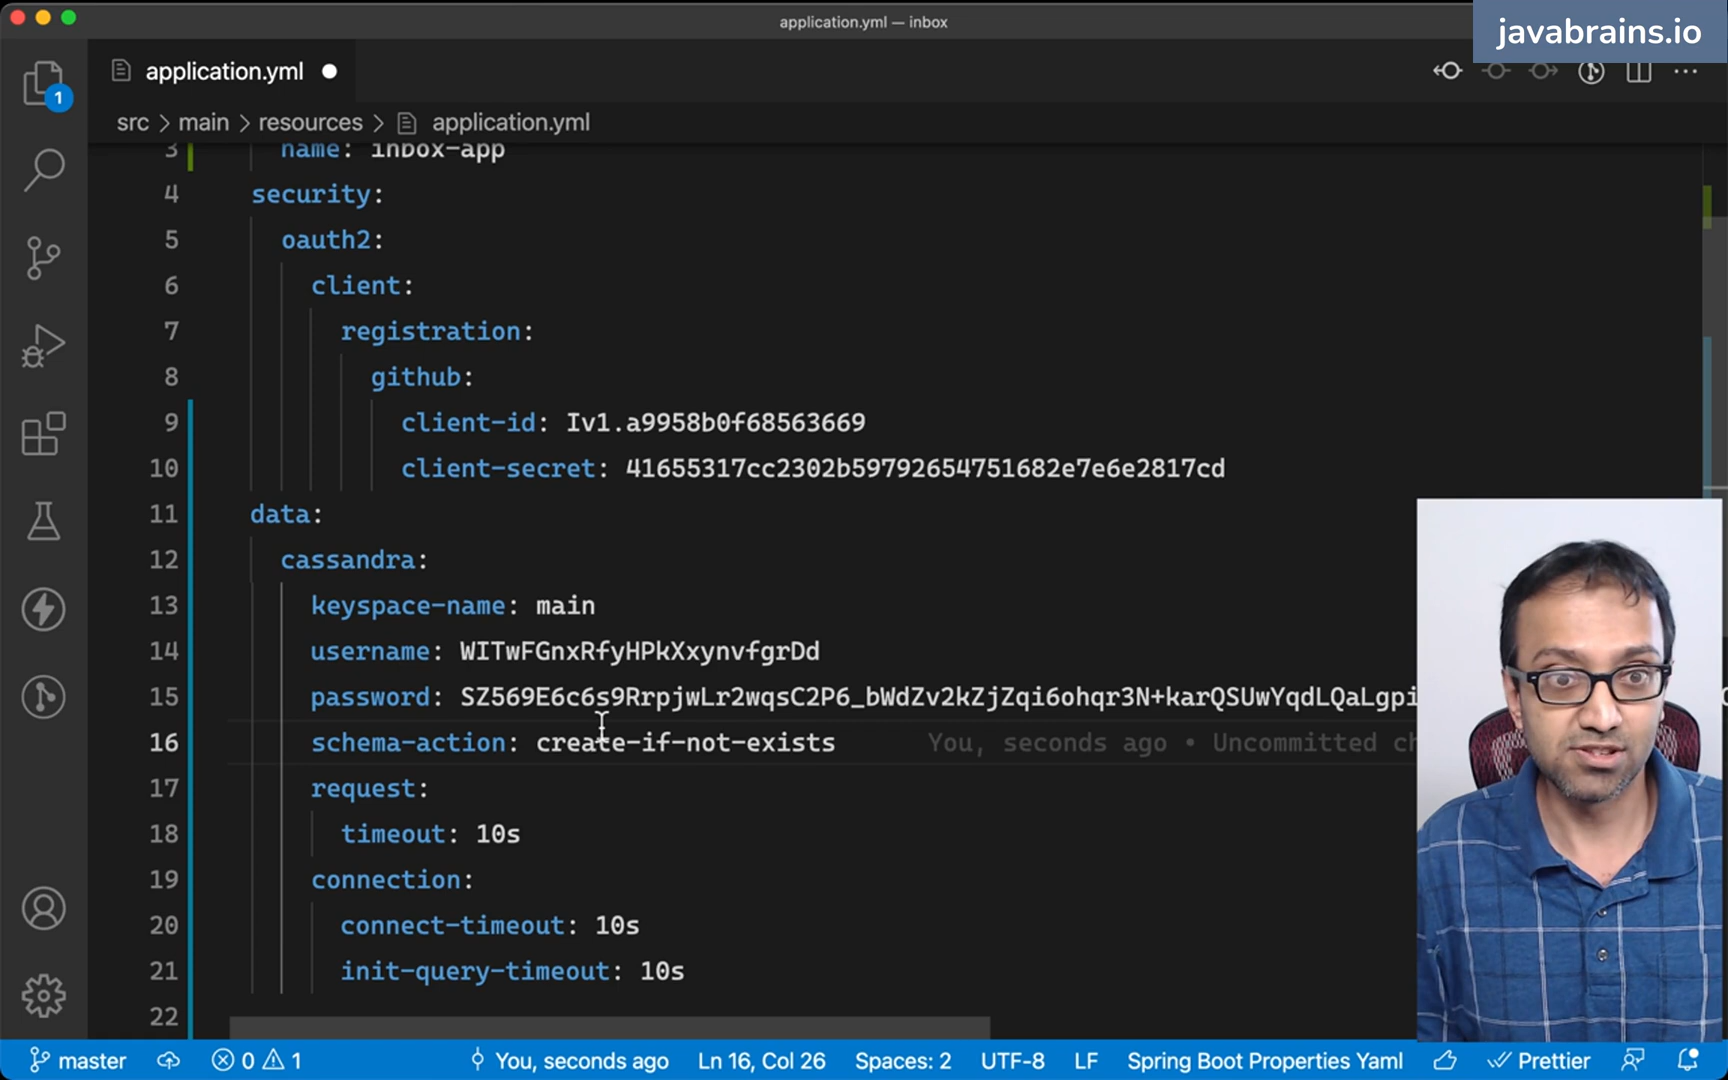 application.yml — inbox
javabrains.io
application.yml
src > main > resources > application.yml
1
3 name: inbox-app
4 security:
5 oauth2:
6 client:
7 registration:
8 github:
9 client-id: Iv1.a9958b0f68563669
10 client-secret: 41655317cc2302b59792654751682e7e6e2817cd
11 data:
12 cassandra:
13 keyspace-name: main
14 username: WITwFGnxRfyHPkXxynvfgrDd
15 password: SZ569E6c6s9RrpjwLr2wqsC2P6_bWdZv2kZjZqi6ohqr3N+karQSUwYqdLQaLgpi
16 schema-action: create-if-not-exists You, seconds ago • Uncommitted ch
17 request:
18 timeout: 10s
19 connection:
20 connect-timeout: 10s
21 init-query-timeout: 10s
22
master 0 1 You, seconds ago Ln 16, Col 26 Spaces: 2 UTF-8 LF Spring Boot Properties Yaml Prettier